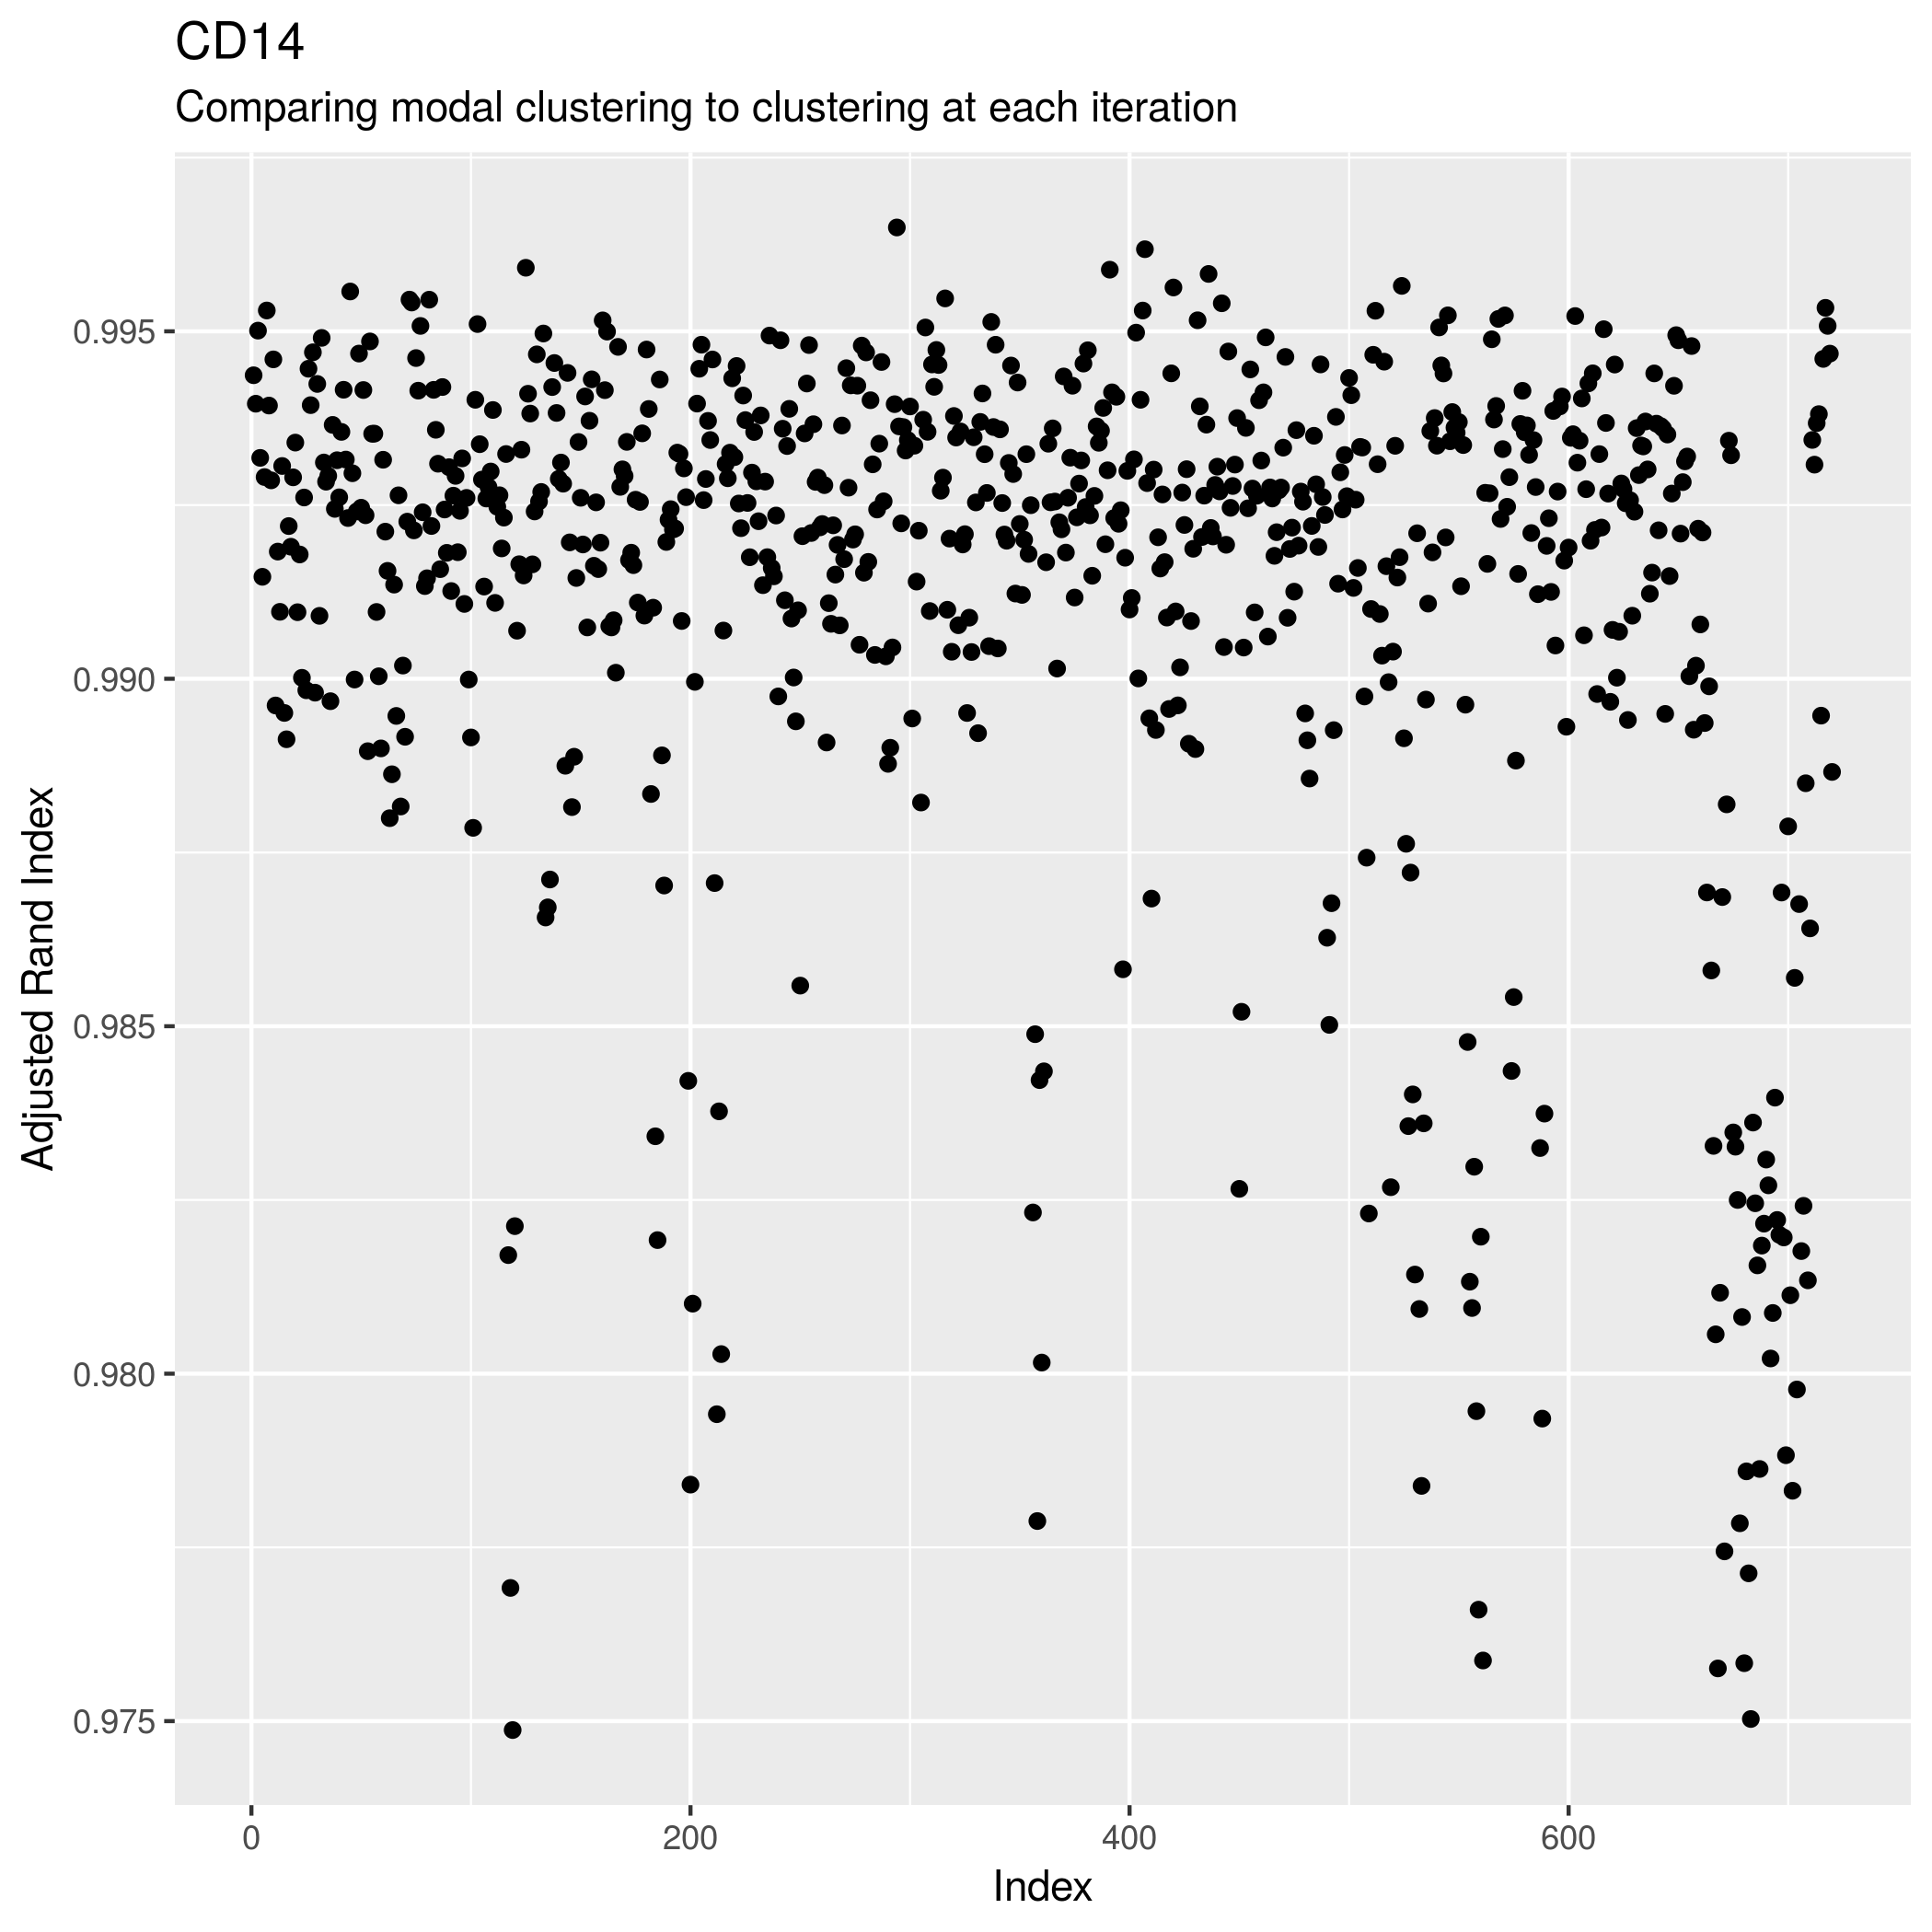 CD14
Comparing modal clustering to clustering at each iteration
Adjusted Rand Index
0.995
0.990
0.985
0.980
0.975
0 200 400 600
Index